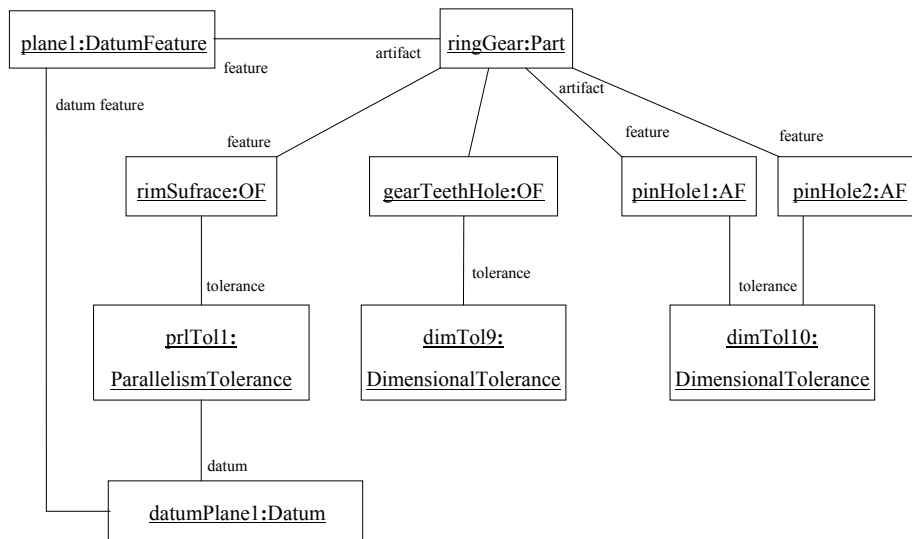 plane1:DatumFeature
ringGear:Part
artifact
feature
artifact
datum feature
feature
feature
feature
rimSufrace:OF
gearTeethHole:OF
pinHole1:AF
pinHole2:AF
tolerance
tolerance
tolerance
prlTol1:
ParallelismTolerance
dimTol9:
DimensionalTolerance
dimTol10:
DimensionalTolerance
datum
datumPlane1:Datum